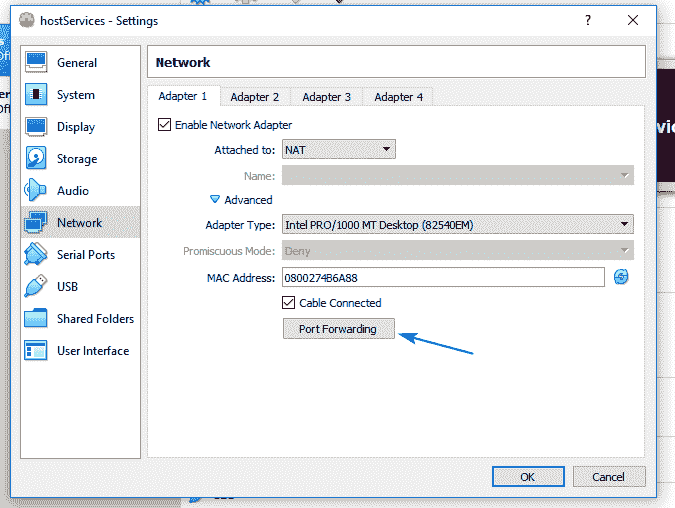 hostServices - Settings
General
System
Display
Storage
Audio
Network
Serial Ports
USB
Shared Folders
User Interface
Network
Adapter 1 Adapter 2 Adapter 3 Adapter 4
Enable Network Adapter
Attached to: NAT
Name:
Advanced
Adapter Type: Intel PRO/1000 MT Desktop (82540EM)
Promiscuous Mode: Deny
MAC Address: 0800274B6A88
Cable Connected
Port Forwarding
OK Cancel